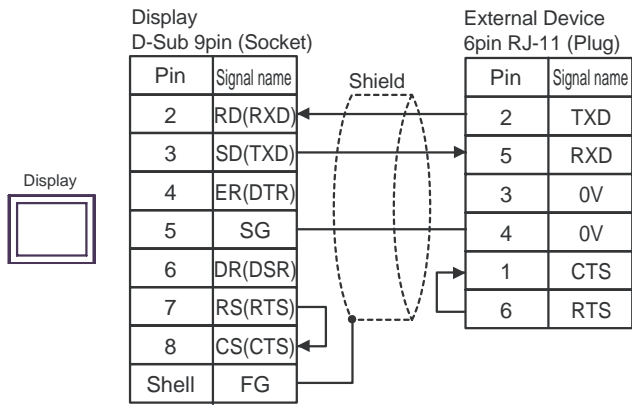 Display
D-Sub 9pin (Socket)
External Device
6pin RJ-11 (Plug)
Pin Signal name
Shield
Pin Signal name
2 RD(RXD)
2 TXD
3 SD(TXD)
5 RXD
Display
4 ER(DTR)
3 0V
5 SG
4 0V
6 DR(DSR)
1 CTS
7 RS(RTS)
6 RTS
8 CS(CTS)
Shell FG